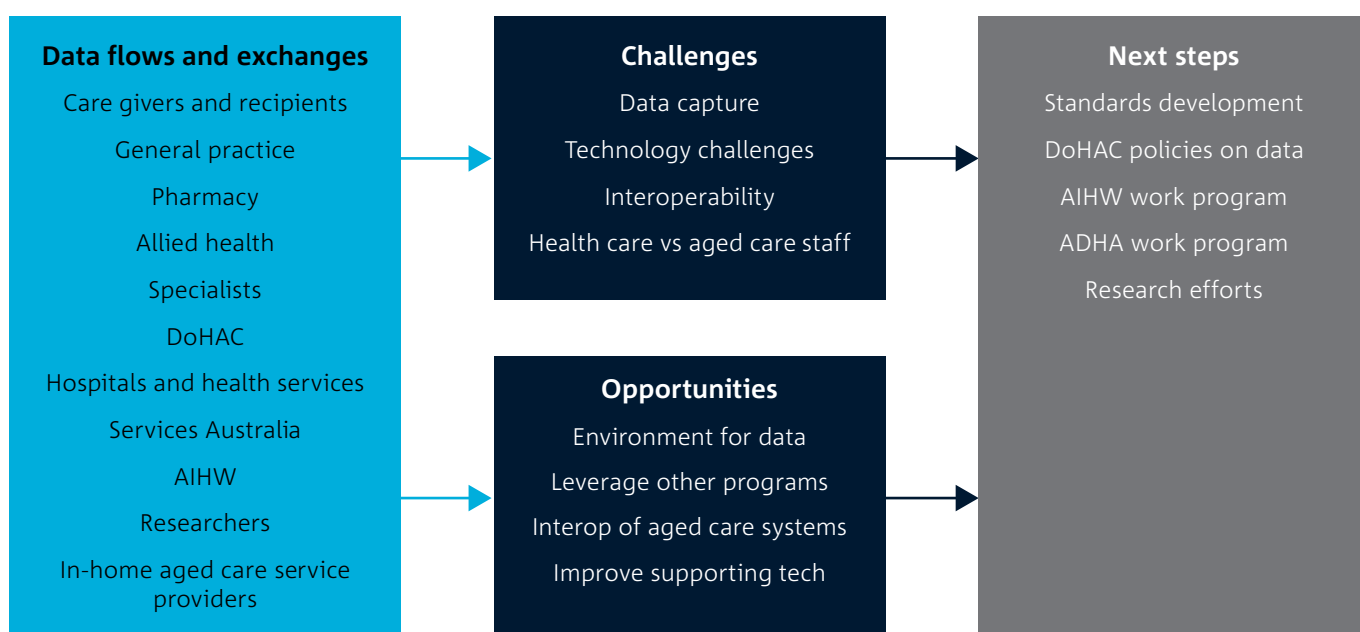 Data flows and exchanges
Care givers and recipients
General practice
Pharmacy
Allied health
Specialists
DoHAC
Hospitals and health services
Services Australia
AIHW
Researchers
In-home aged care service
providers
Challenges
Data capture
Technology challenges
Interoperability
Health care vs aged care staff
Opportunities
Environment for data
Leverage other programs
Interop of aged care systems
Improve supporting tech
Next steps
Standards development
DoHAC policies on data
AIHW work program
ADHA work program
Research efforts